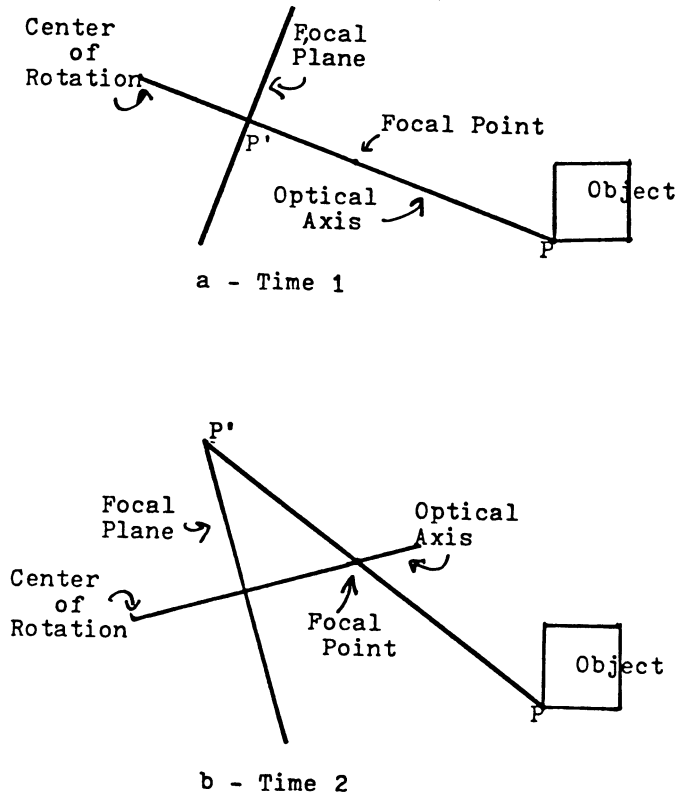 Center
of
Rotation
Focal
Plane
P'
Focal Point
Optical
Axis
Object
P
a - Time 1
P'
Focal
Plane
Optical
Axis
Center
of
Rotation
Focal
Point
Object
P
b - Time 2